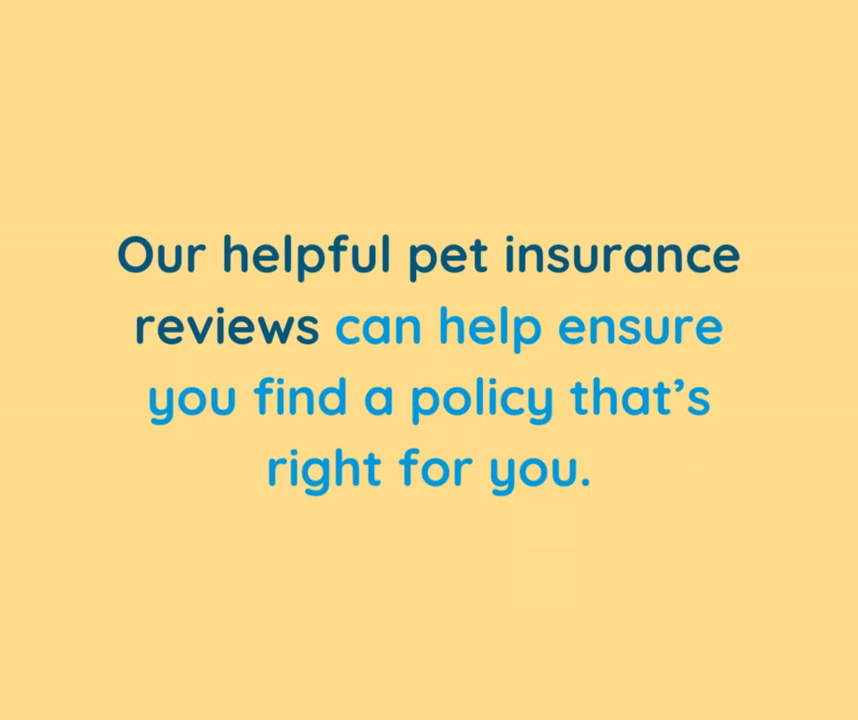 Our helpful pet insurance
reviews can help ensure
you find a policy that’s
right for you.